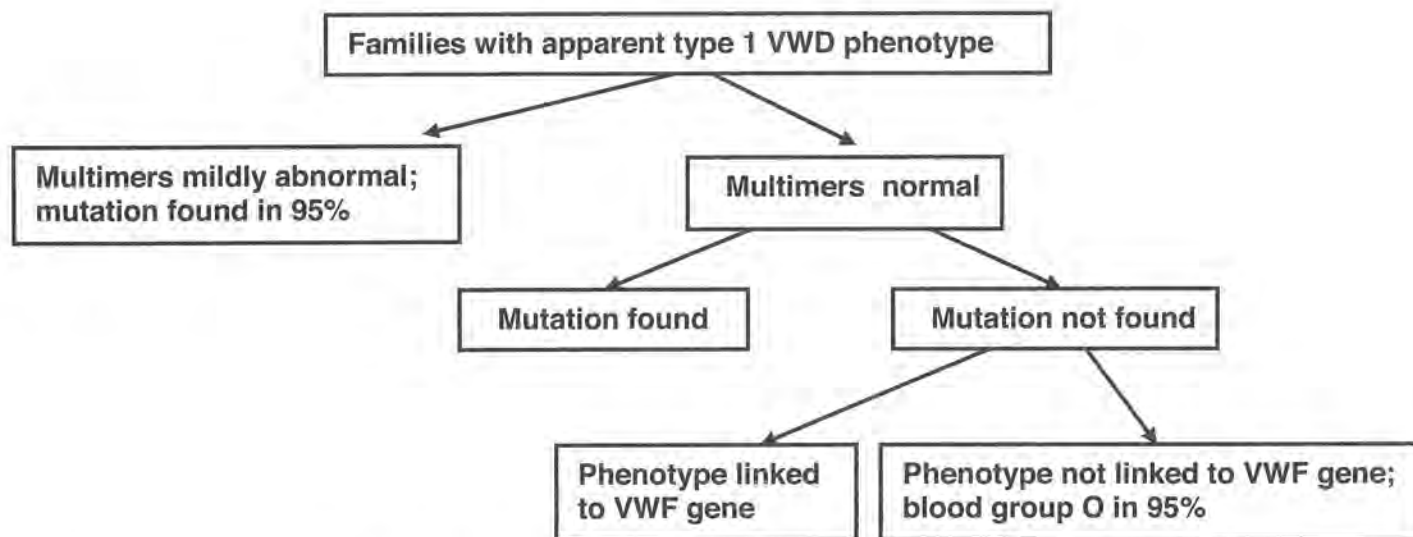 Families with apparent type 1 VWD phenotype
Multimers mildly abnormal;
mutation found in 95%
Multimers normal
Mutation found
Mutation not found
Phenotype linked
to VWF gene
Phenotype not linked to VWF gene;
blood group O in 95%